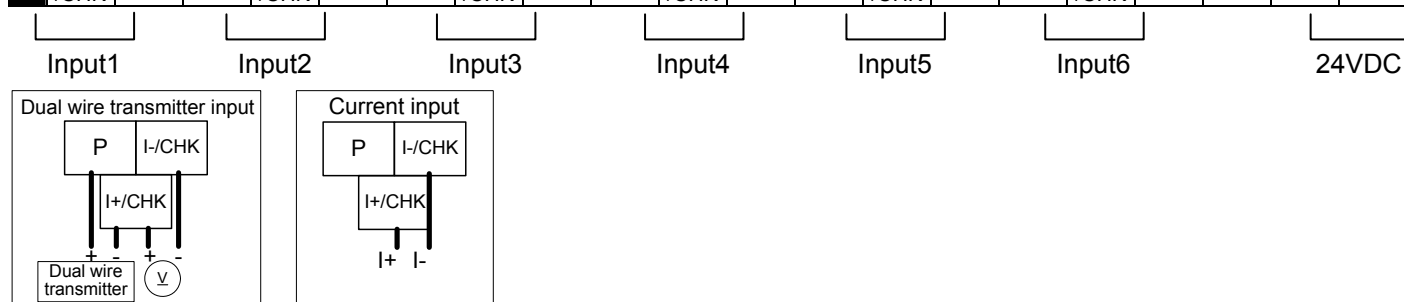 Input1 Input2 Input3 Input4 Input5 Input6 24VDC
Dual wire transmitter input
P I-/CHK
I+/CHK
+ - + -
Dual wire
transmitter
V
Current input
P I-/CHK
I+/CHK
I+ I-